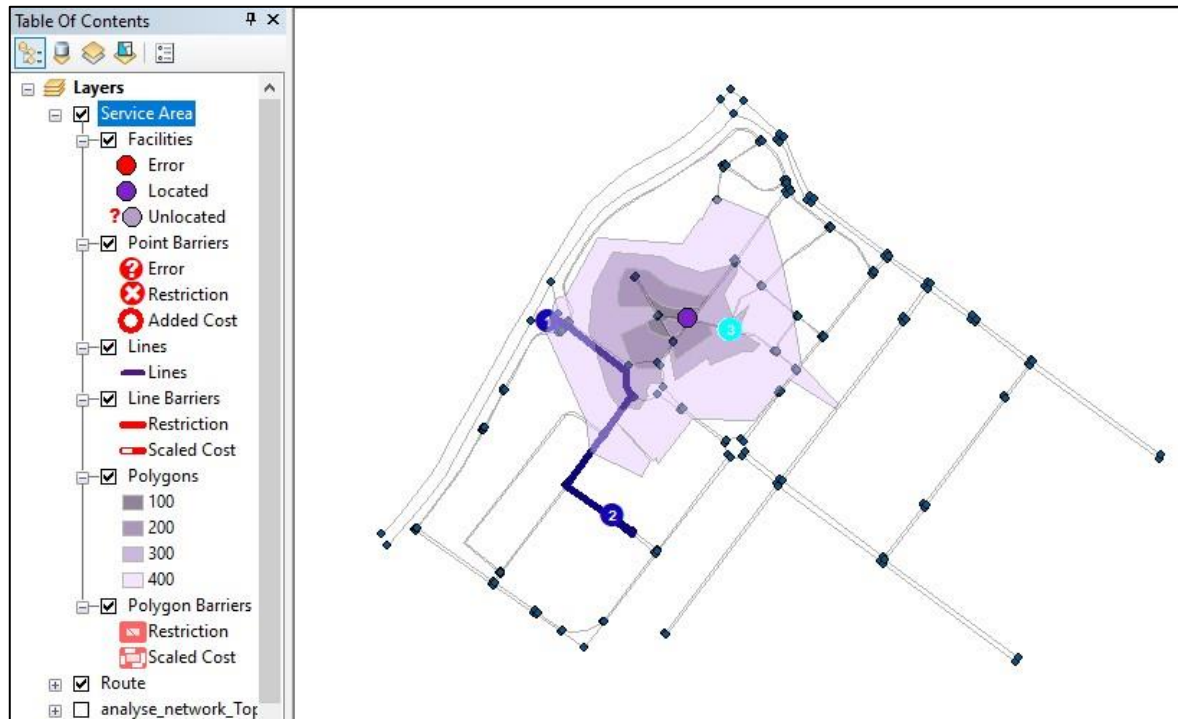 Table Of Contents
Layers
Service Area
Facilities
Error
Located
? Unlocated
Point Barriers
? Error
Restriction
Added Cost
Lines
Lines
Line Barriers
Restriction
Scaled Cost
Polygons
100
200
300
400
Polygon Barriers
Restriction
Scaled Cost
Route
analyse_network_Top
1
3
2